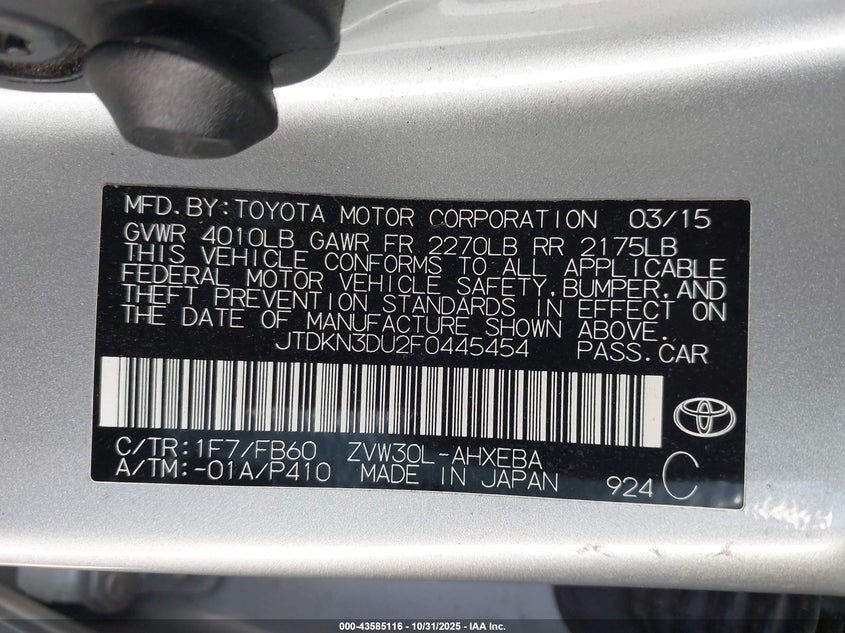 MFD.BY:TOYOTA MOTOR CORPORATION 03/15
GVWR 4010LB GAWR FR 2270LB RR 2175LB
THIS VEHICLE CONFORMS TO ALL APPLICABLE
FEDERAL MOTOR VEHICLE SAFETY,BUMPER,AND
THEFT PREVENTION STANDARDS IN EFFECT ON
THE DATE OF MANUFACTURE SHOWN ABOVE.
JTDKN3DU2F0445454 PASS.CAR
C/TR:1F7/FB60 ZVW30L-AHXEBA
A/TM:-01A/P410 MADE IN JAPAN 924 C
000-43585116 - 10/31/2025 - IAA Inc.